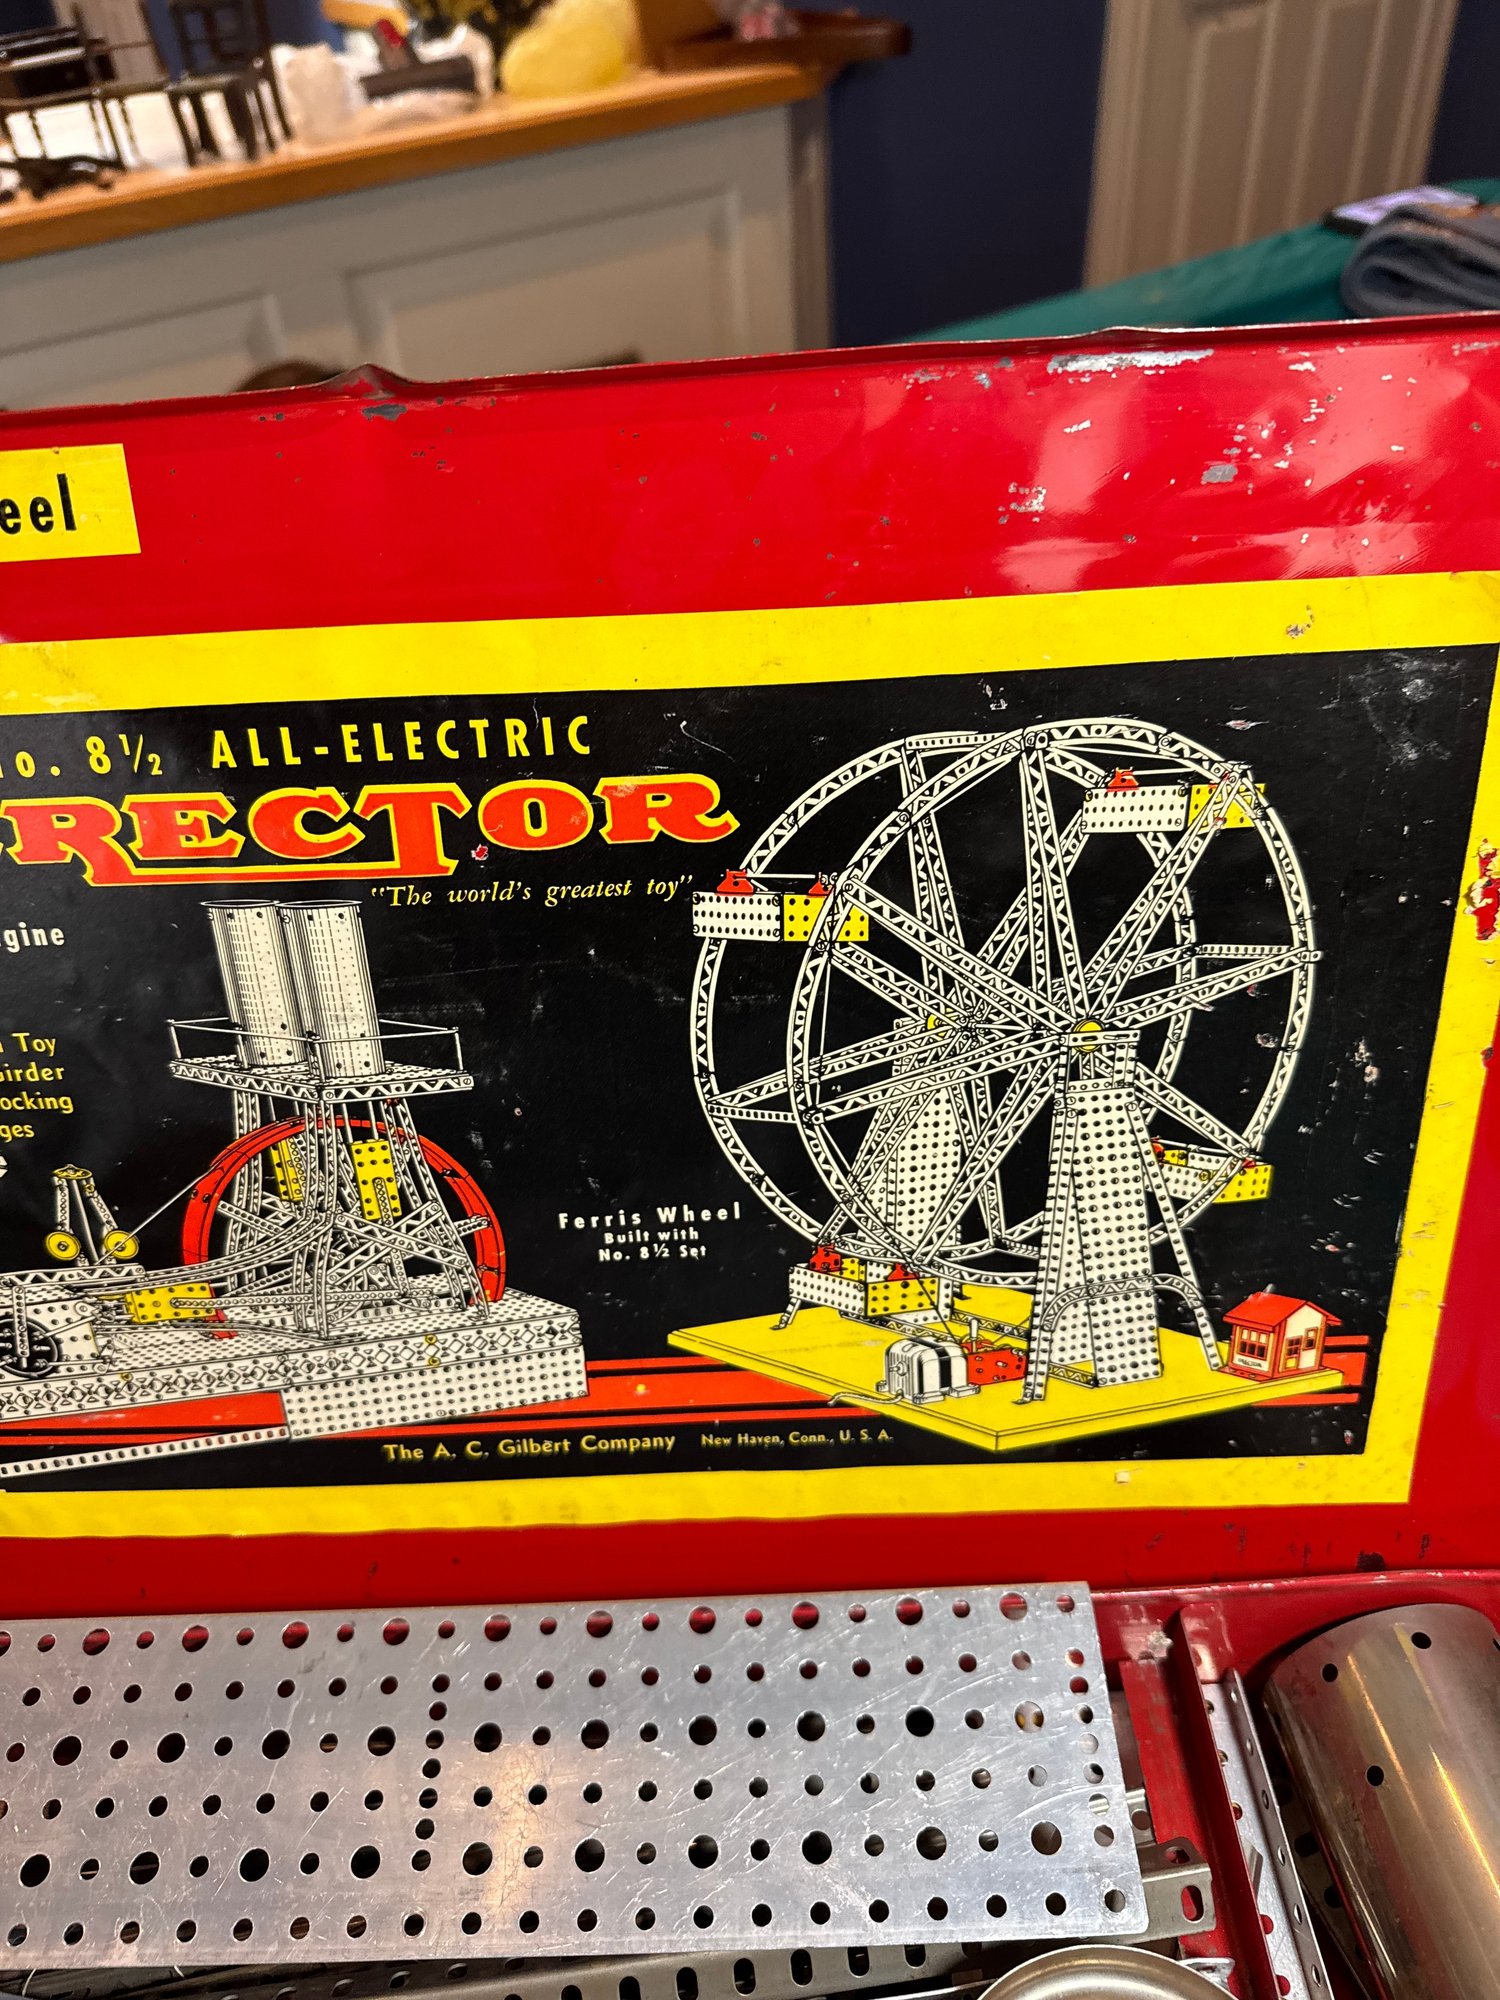 eel
No. 8½ ALL-ELECTRIC
RECTOR
"The world's greatest toy"
gine
Toy
irder
ocking
ges
Ferris Wheel
Built with
No. 8½ Set
The A. C. Gilbert Company New Haven, Conn., U. S. A.